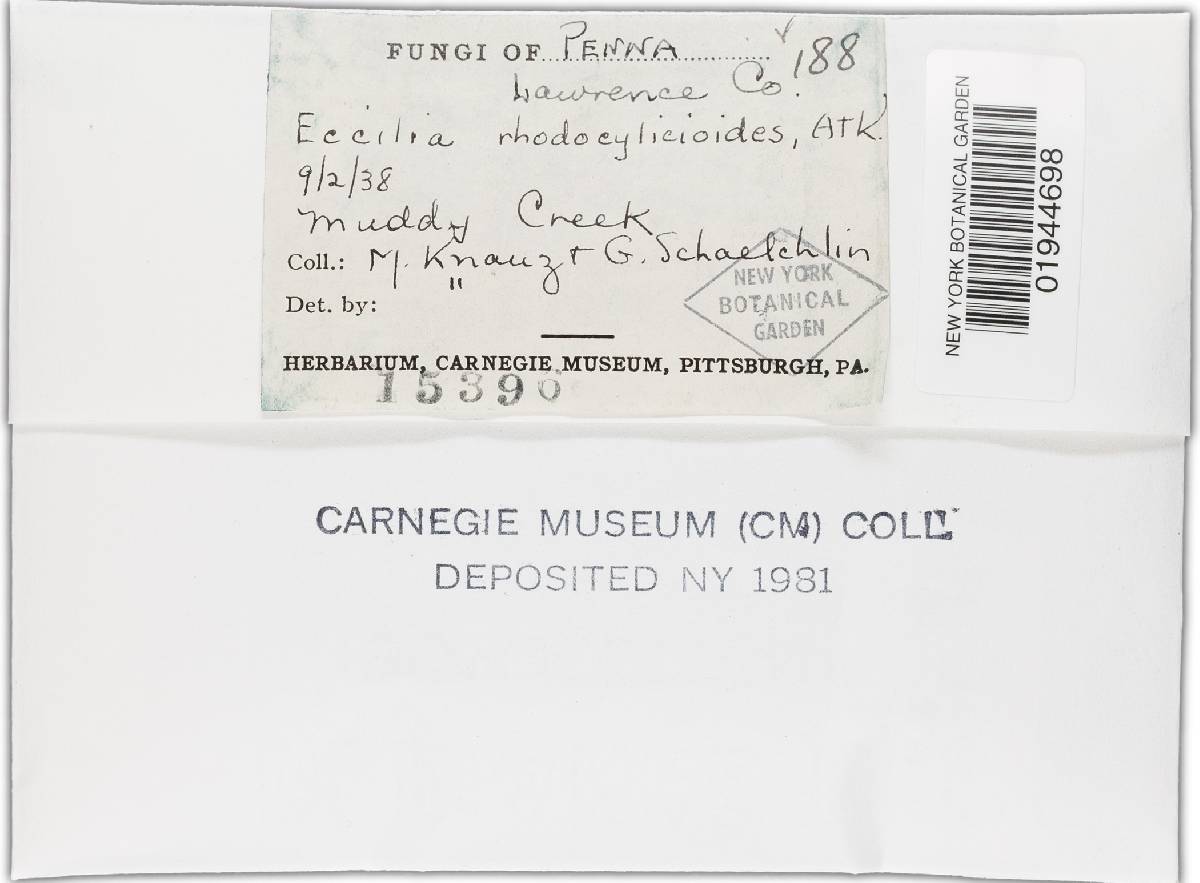 FUNGI OF PENNA 188
Lawrence Co.
Eccilia rhodocylicioides, Atk.
9/2/38
Muddy Creek
Coll.: M. Knauz + G. Schaelchlin
Det. by: "
NEW YORK
BOTANICAL
GARDEN
HERBARIUM, CARNEGIE MUSEUM, PITTSBURGH, PA.
15396
NEW YORK BOTANICAL GARDEN
01944698
CARNEGIE MUSEUM (CM) COLL.
DEPOSITED NY 1981